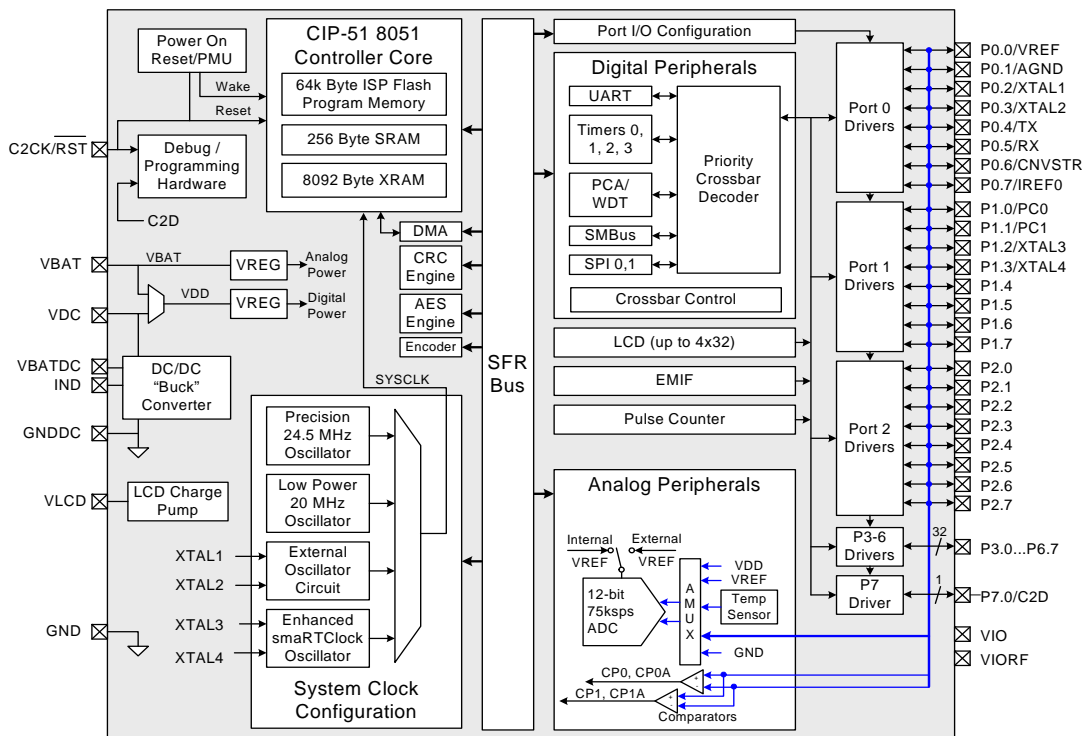 Power On
Reset/PMU
Wake
Reset
C2CK/RST
Debug /
Programming
Hardware
C2D
VBAT
VBAT
VREG
Analog
Power
VDD
VREG
Digital
Power
VDC
VBATDC
IND
DC/DC
“Buck”
Converter
GNDDC
VLCD
LCD Charge
Pump
XTAL1
XTAL2
XTAL3
XTAL4
GND
CIP-51 8051
Controller Core
64k Byte ISP Flash
Program Memory
256 Byte SRAM
8092 Byte XRAM
DMA
CRC
Engine
AES
Engine
Encoder
SYSCLK
Precision
24.5 MHz
Oscillator
Low Power
20 MHz
Oscillator
External
Oscillator
Circuit
Enhanced
smaRTClock
Oscillator
System Clock
Configuration
SFR
Bus
Port I/O Configuration
Digital Peripherals
UART
Timers 0,
1, 2, 3
PCA/
WDT
SMBus
SPI 0,1
Priority
Crossbar
Decoder
Crossbar Control
LCD (up to 4x32)
EMIF
Pulse Counter
Analog Peripherals
Internal
VREF
External
VREF
12-bit
75ksps
ADC
A
M
U
X
VDD
VREF
Temp
Sensor
GND
CP0, CP0A
+
-
CP1, CP1A
+
-
Comparators
Port 0
Drivers
Port 1
Drivers
Port 2
Drivers
P3-6
Drivers
P7
Driver
32
1
P0.0/VREF
P0.1/AGND
P0.2/XTAL1
P0.3/XTAL2
P0.4/TX
P0.5/RX
P0.6/CNVSTR
P0.7/IREF0
P1.0/PC0
P1.1/PC1
P1.2/XTAL3
P1.3/XTAL4
P1.4
P1.5
P1.6
P1.7
P2.0
P2.1
P2.2
P2.3
P2.4
P2.5
P2.6
P2.7
P3.0...P6.7
P7.0/C2D
VIO
VIORF